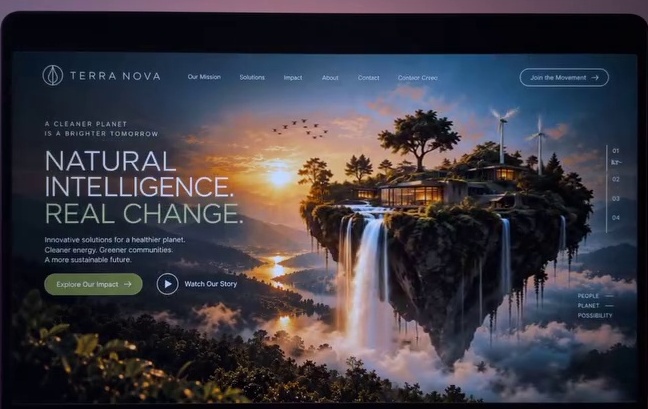 TERRA NOVA
Our Mission
Solutions
Impact
About
Contact
Join the Movement
A CLEANER PLANET
IS A BRIGHTER TOMORROW
NATURAL
INTELLIGENCE.
REAL CHANGE.
Innovative solutions for a healthier planet.
Cleaner energy. Greener communities.
A more sustainable future.
Explore Our Impact
Watch Our Story
01
02
03
04
PEOPLE
PLANET
POSSIBILITY